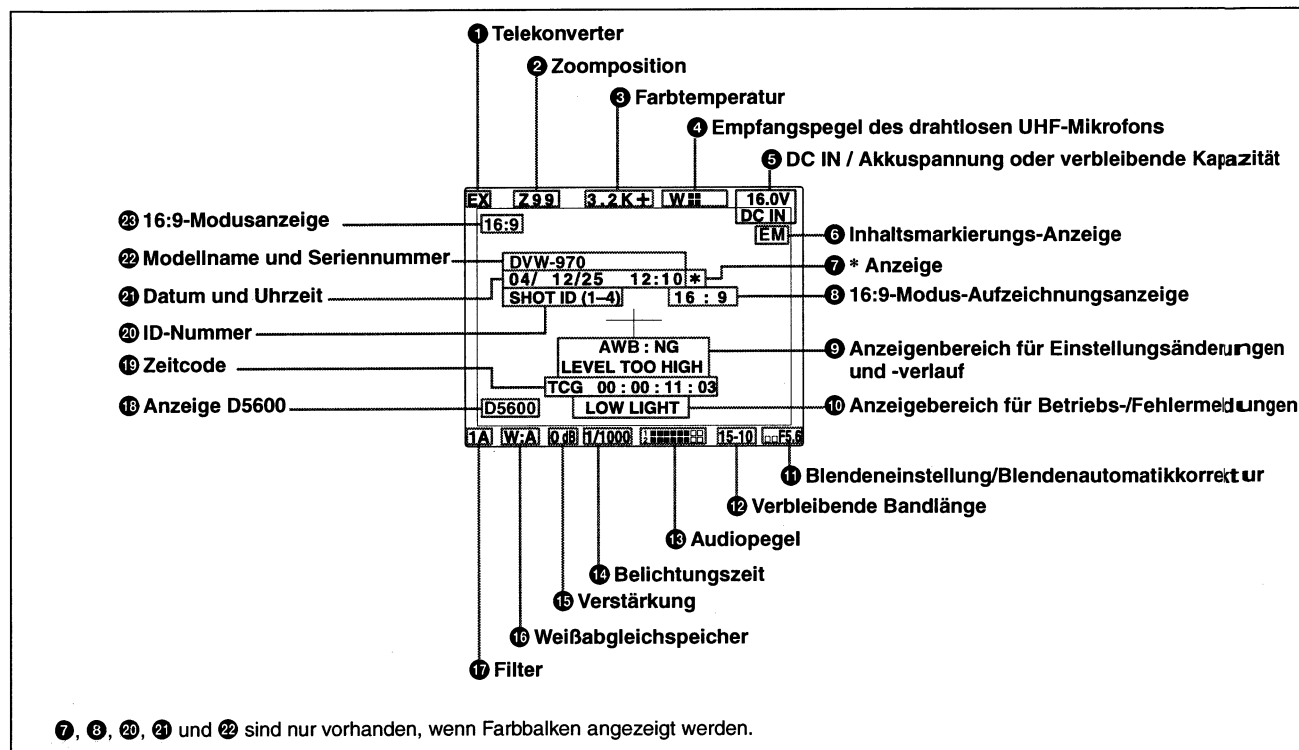 ❶ Telekonverter
❷ Zoomposition
❸ Farbtemperatur
❹ Empfangspegel des drahtlosen UHF-Mikrofons
❺ DC IN / Akkuspannung oder verbleibende Kapazität
EX Z99 3.2K+ W 16.0V
DC IN
㉓ 16:9-Modusanzeige
16:9
EM
❻ Inhaltsmarkierungs-Anzeige
㉒ Modellname und Seriennummer
DVW-970
❼ * Anzeige
㉑ Datum und Uhrzeit
04/ 12/25 12:10 *
SHOT ID (1–4)
16 : 9
❽ 16:9-Modus-Aufzeichnungsanzeige
⓴ ID-Nummer
AWB : NG
LEVEL TOO HIGH
❾ Anzeigenbereich für Einstellungsänderungen
und -verlauf
⓳ Zeitcode
TCG 00 : 00 : 11 : 03
⓲ Anzeige D5600
D5600
LOW LIGHT
❿ Anzeigebereich für Betriebs-/Fehlermeldungen
1A W:A 0 dB 1/1000 1 2 15-10 F5.6
⓫ Blendeneinstellung/Blendenautomatikkorrektur
⓬ Verbleibende Bandlänge
⓭ Audiopegel
⓮ Belichtungszeit
⓯ Verstärkung
⓰ Weißabgleichspeicher
⓱ Filter
❼, ❽, ⓴, ㉑ und ㉒ sind nur vorhanden, wenn Farbbalken angezeigt werden.